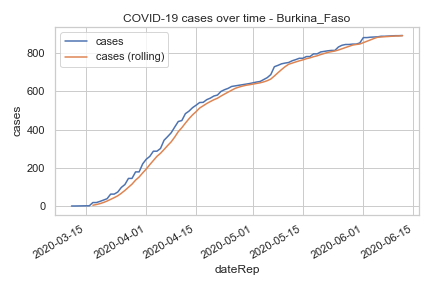 COVID-19 cases over time - Burkina_Faso
cases
cases (rolling)
cases
800
600
400
200
0
2020-03-15
2020-04-01
2020-04-15
2020-05-01
2020-05-15
2020-06-01
2020-06-15
dateRep